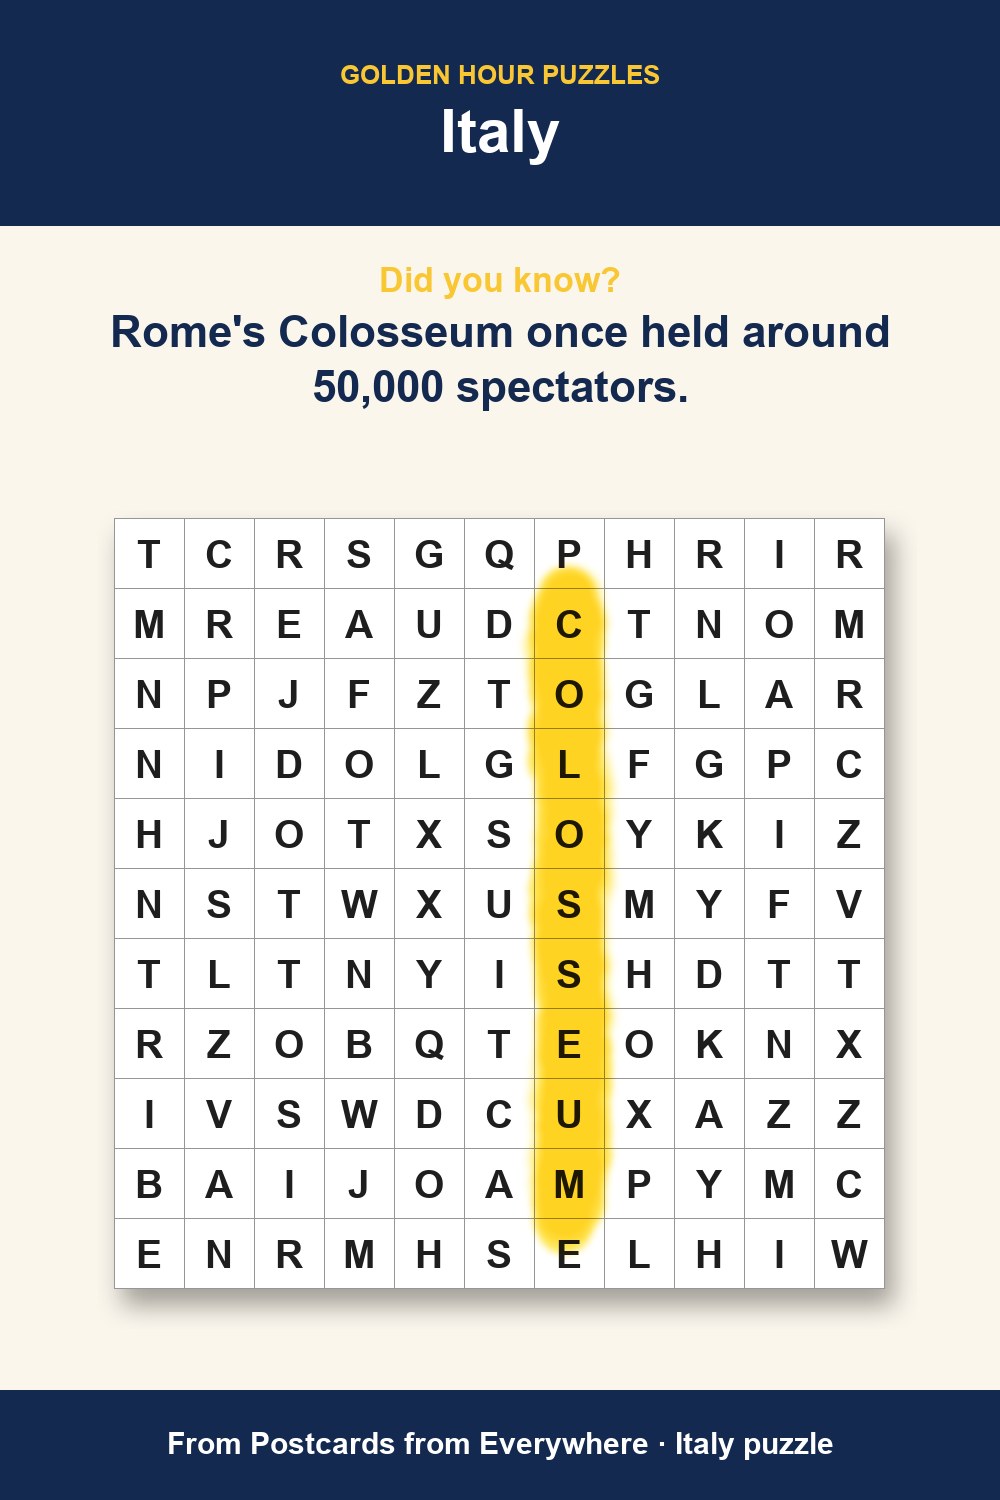 GOLDEN HOUR PUZZLES
Italy
Did you know?
Rome's Colosseum once held around
50,000 spectators.
T C R S G Q P H R I R
M R E A U D C T N O M
N P J F Z T O G L A R
N I D O L G L F G P C
H J O T X S O Y K I Z
N S T W X U S M Y F V
T L T N Y I S H D T T
R Z O B Q T E O K N X
I V S W D C U X A Z Z
B A I J O A M P Y M C
E N R M H S E L H I W
From Postcards from Everywhere · Italy puzzle